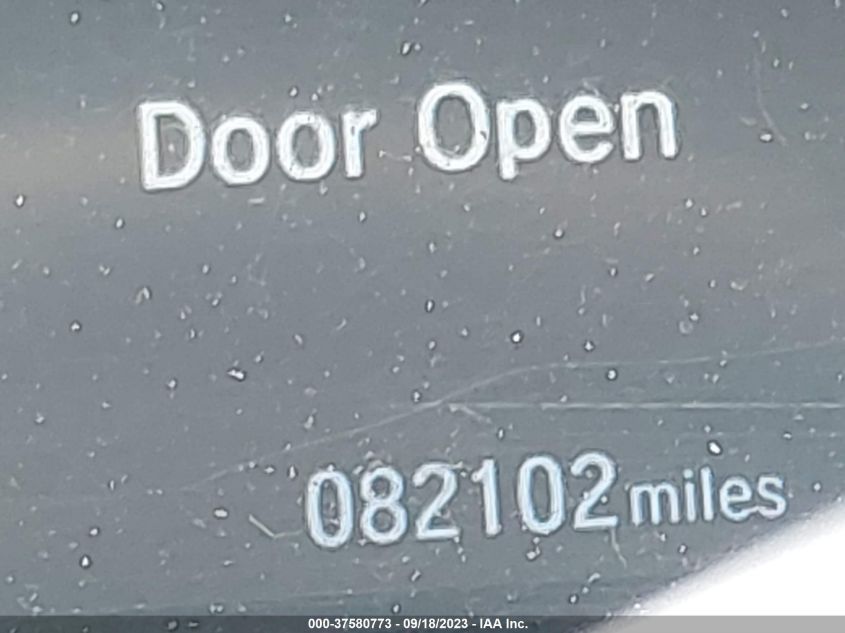 Door Open
082102 miles
000-37580773 - 09/18/2023 - IAA Inc.